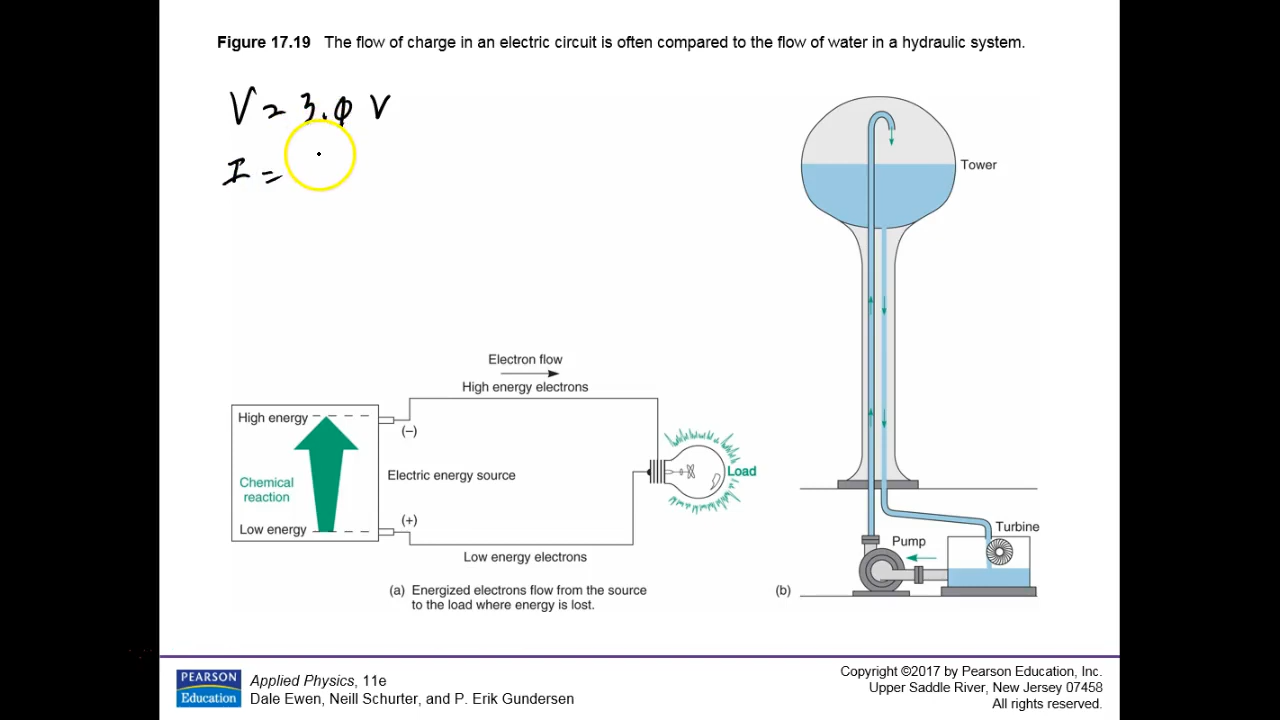 Figure 17.19 The flow of charge in an electric circuit is often compared to the flow of water in a hydraulic system.
V = 3.0 V
I =
Tower
Electron flow
High energy electrons
High energy
(–)
Chemical
reaction
Electric energy source
Load
Low energy
(+)
Low energy electrons
Turbine
Pump
(a) Energized electrons flow from the source
to the load where energy is lost.
(b)
PEARSON
Education
Applied Physics, 11e
Dale Ewen, Neill Schurter, and P. Erik Gundersen
Copyright ©2017 by Pearson Education, Inc.
Upper Saddle River, New Jersey 07458
All rights reserved.